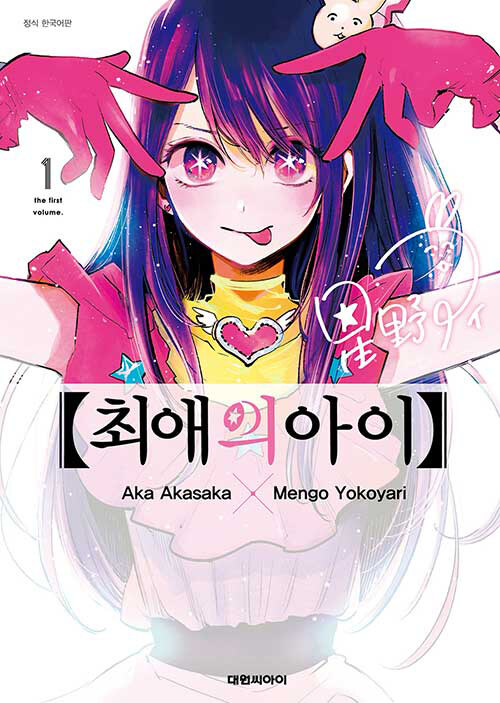 정식 한국어판
1
the first
volume.
星野アイ
【최애의아이】
Aka Akasaka × Mengo Yokoyari
대원씨아이